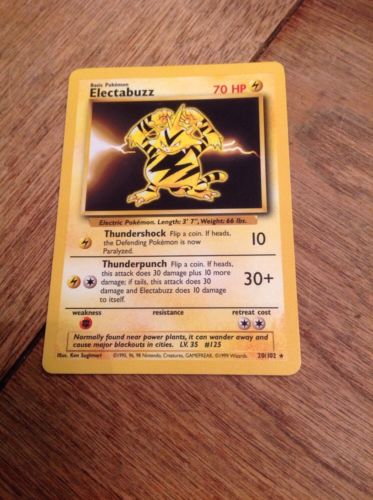 Basic Pokémon
Electabuzz 70 HP
Electric Pokémon. Length: 3' 7", Weight: 66 lbs.
Thundershock Flip a coin. If heads, 10
the Defending Pokémon is now
Paralyzed.
Thunderpunch Flip a coin. If heads, 30+
this attack does 30 damage plus 10 more
damage; if tails, this attack does 30
damage and Electabuzz does 10 damage
to itself.
weakness resistance retreat cost
Normally found near power plants, it can wander away and
cause major blackouts in cities. LV. 35 #125
Illus. Ken Sugimori ©1995, 96, 98 Nintendo, Creatures, GAMEFREAK. ©1999 Wizards. 20/102 ★